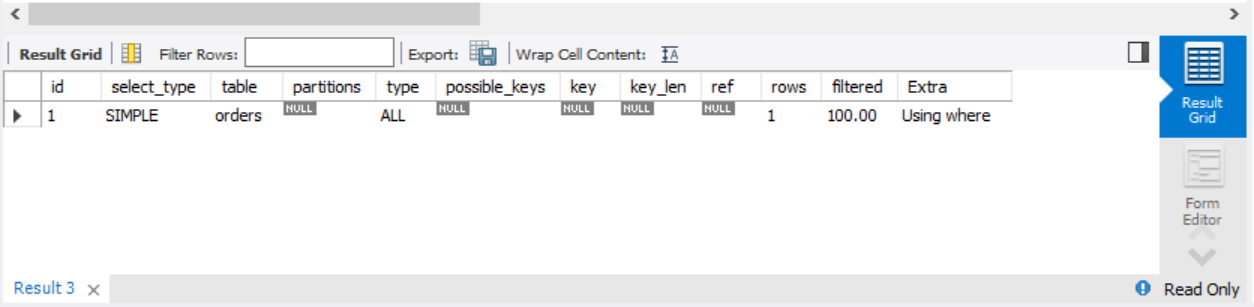 Result Grid Filter Rows: Export: Wrap Cell Content: IA
id select_type table partitions type possible_keys key key_len ref rows filtered Extra
1 SIMPLE orders NULL ALL NULL NULL NULL NULL 1 100.00 Using where
Result
Grid
Form
Editor
Result 3 Read Only